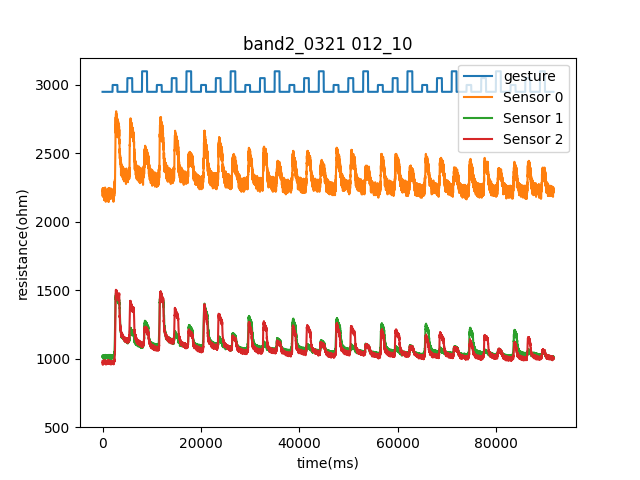 band2_0321 012_10
gesture
Sensor 0
Sensor 1
Sensor 2
3000
2500
2000
1500
1000
500
resistance(ohm)
0 20000 40000 60000 80000
time(ms)